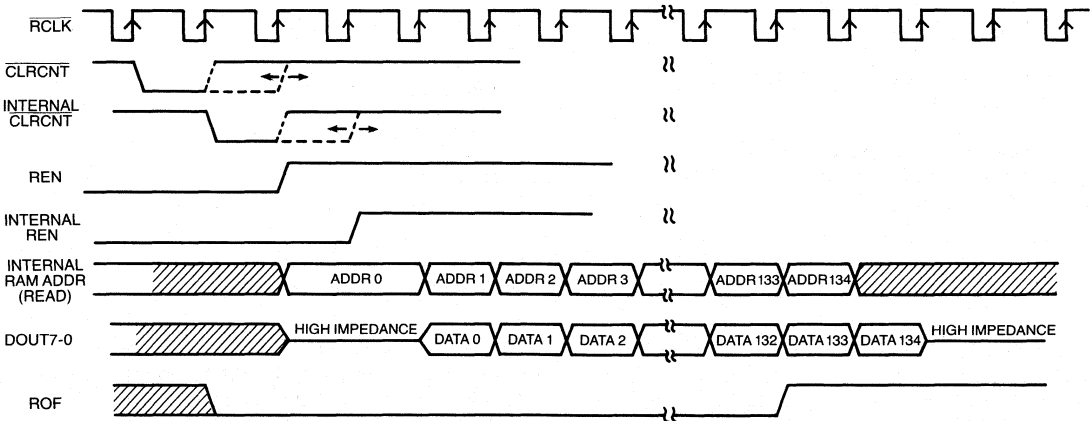 RCLK
CLRCNT
INTERNAL
CLRCNT
REN
INTERNAL
REN
INTERNAL
RAM ADDR
(READ)
ADDR 0
ADDR 1
ADDR 2
ADDR 3
ADDR 133
ADDR 134
DOUT7-0
HIGH IMPEDANCE
DATA 0
DATA 1
DATA 2
DATA 132
DATA 133
DATA 134
HIGH IMPEDANCE
ROF